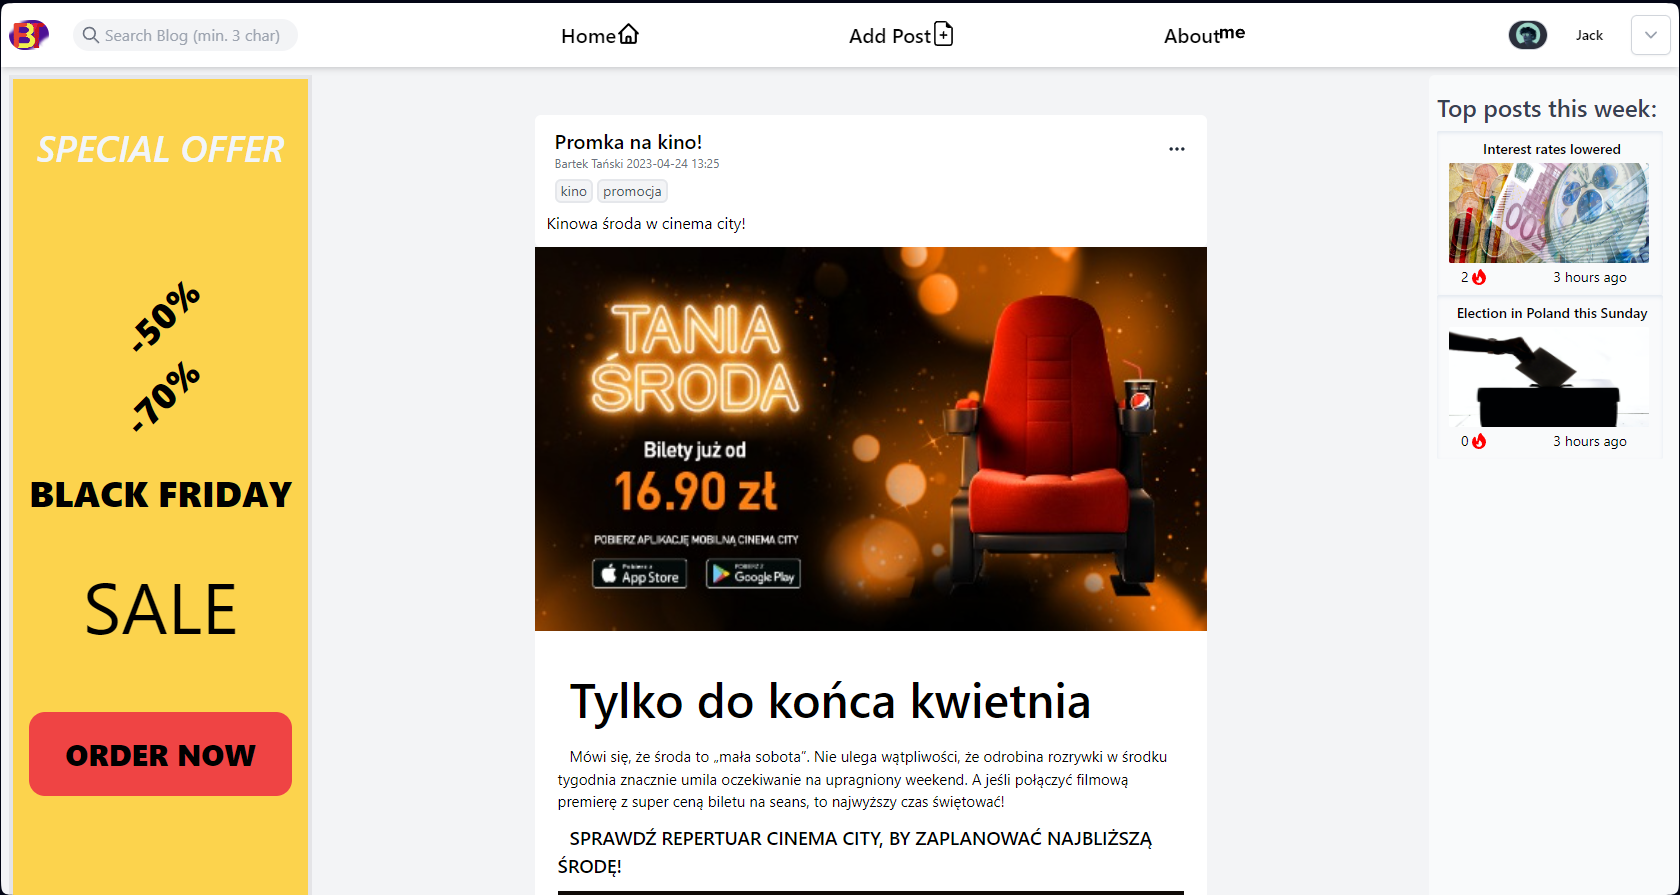 BT
Search Blog (min. 3 char)
Home
Add Post
About me
Jack
SPECIAL OFFER
-50%
-70%
BLACK FRIDAY
SALE
ORDER NOW
Promka na kino!
Bartek Tański 2023-04-24 13:25
kino promocja
Kinowa środa w cinema city!
TANIA
ŚRODA
Bilety już od
16.90 zł
POBIERZ APLIKACJĘ MOBILNĄ CINEMA CITY
Pobierz z
App Store
POBIERZ Z
Google Play
Tylko do końca kwietnia
Mówi się, że środa to „mała sobota”. Nie ulega wątpliwości, że odrobina rozrywki w środku
tygodnia znacznie umila oczekiwanie na upragniony weekend. A jeśli połączyć filmową
premierę z super ceną biletu na seans, to najwyższy czas świętować!
SPRAWDŹ REPERTUAR CINEMA CITY, BY ZAPLANOWAĆ NAJBLIŻSZĄ
ŚRODĘ!
Top posts this week:
Interest rates lowered
2 3 hours ago
Election in Poland this Sunday
0 3 hours ago